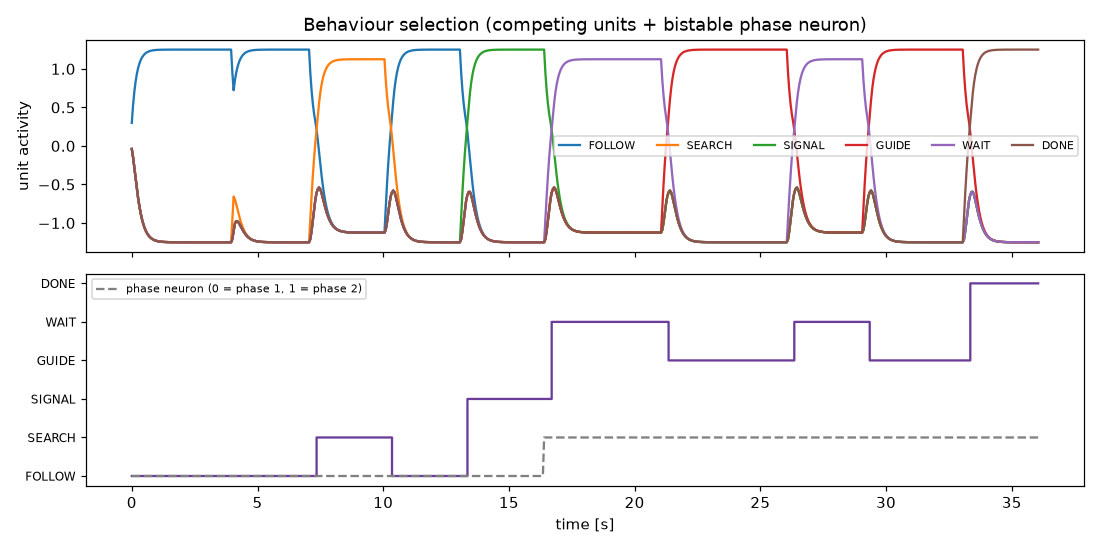 Behaviour selection (competing units + bistable phase neuron)
unit activity
1.0
0.5
0.0
−0.5
−1.0
FOLLOW SEARCH SIGNAL GUIDE WAIT DONE
phase neuron (0 = phase 1, 1 = phase 2)
DONE
WAIT
GUIDE
SIGNAL
SEARCH
FOLLOW
0 5 10 15 20 25 30 35
time [s]